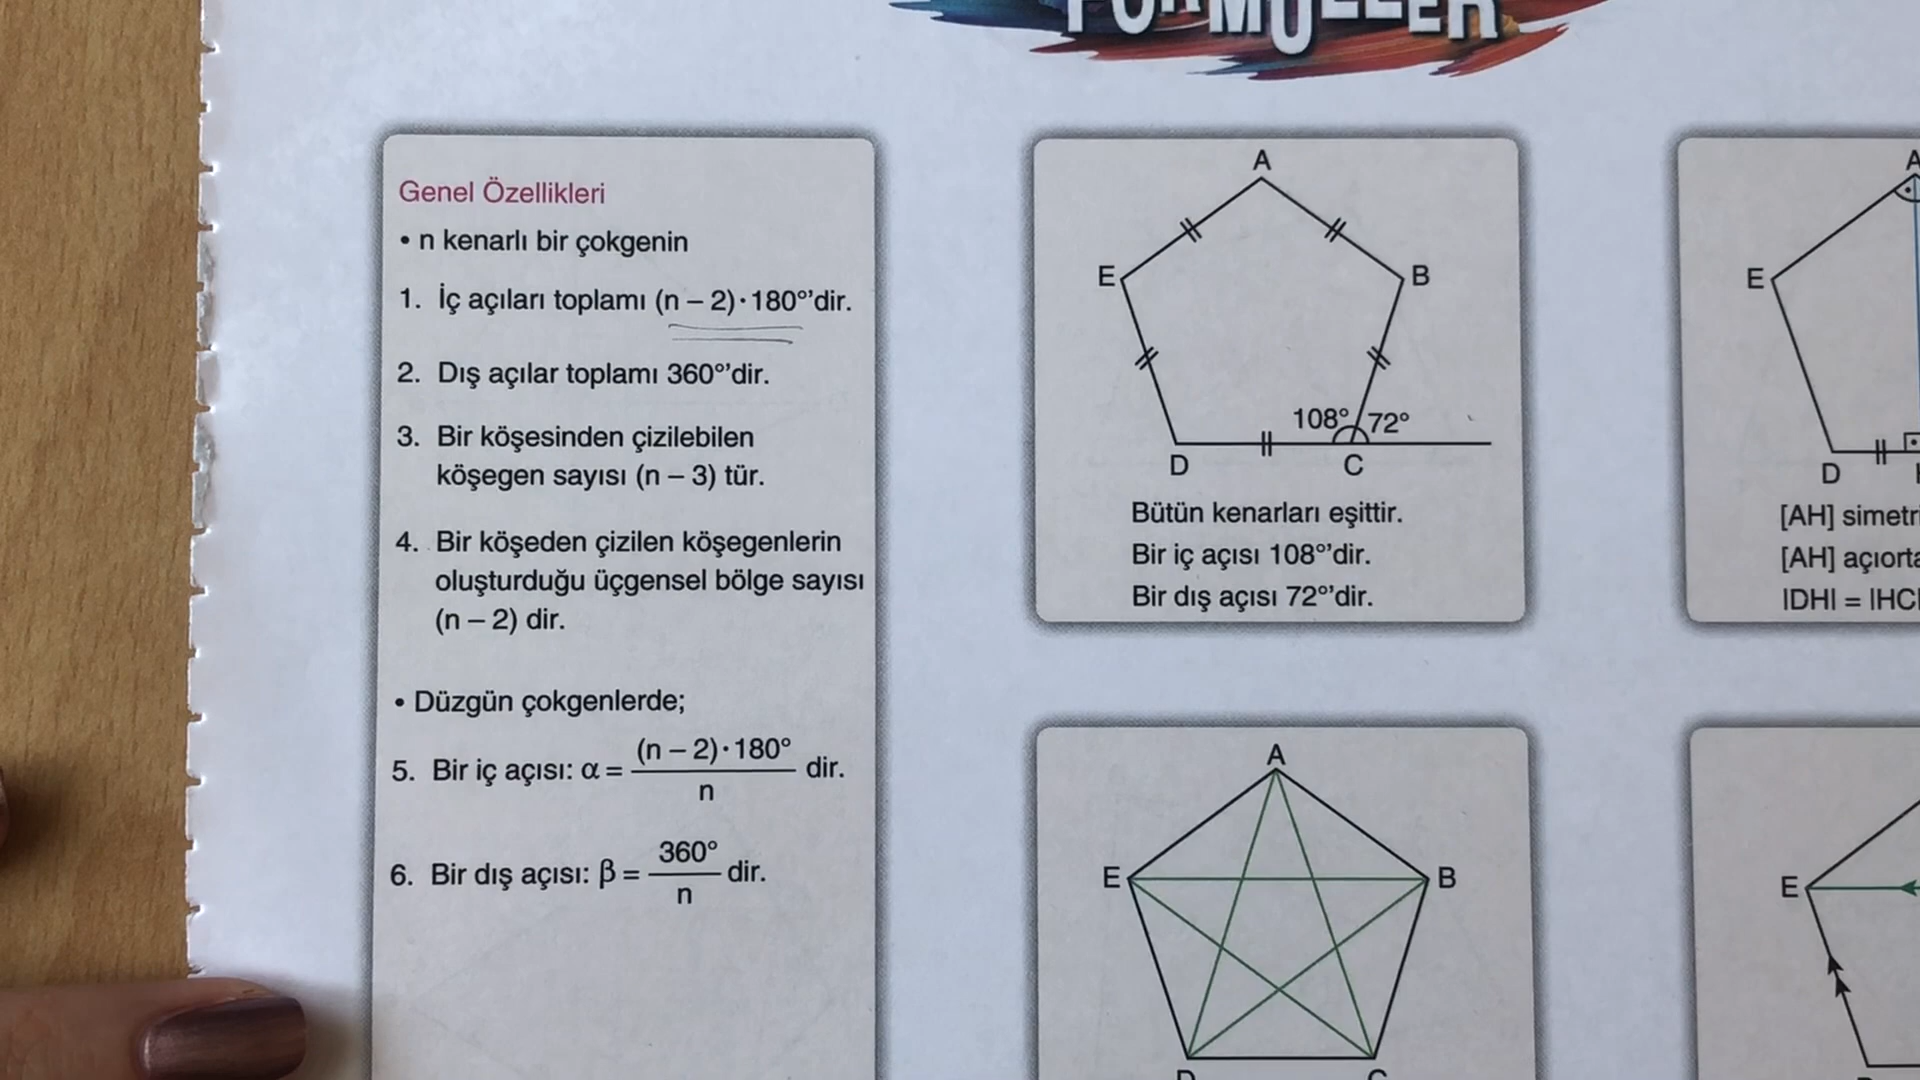 FORMÜLLER
Genel Özellikleri
• n kenarlı bir çokgenin
1. İç açıları toplamı (n – 2)·180°'dir.
2. Dış açılar toplamı 360°'dir.
3. Bir köşesinden çizilebilen
köşegen sayısı (n – 3) tür.
4. Bir köşeden çizilen köşegenlerin
oluşturduğu üçgensel bölge sayısı
(n – 2) dir.
• Düzgün çokgenlerde;
5. Bir iç açısı: α = (n – 2)·180° / n dir.
6. Bir dış açısı: β = 360° / n dir.
A
E
B
108° 72°
D
C
Bütün kenarları eşittir.
Bir iç açısı 108°'dir.
Bir dış açısı 72°'dir.
A
E
D
[AH]
[AH]
|DH| = |HC|
A
E
B
D
C
E